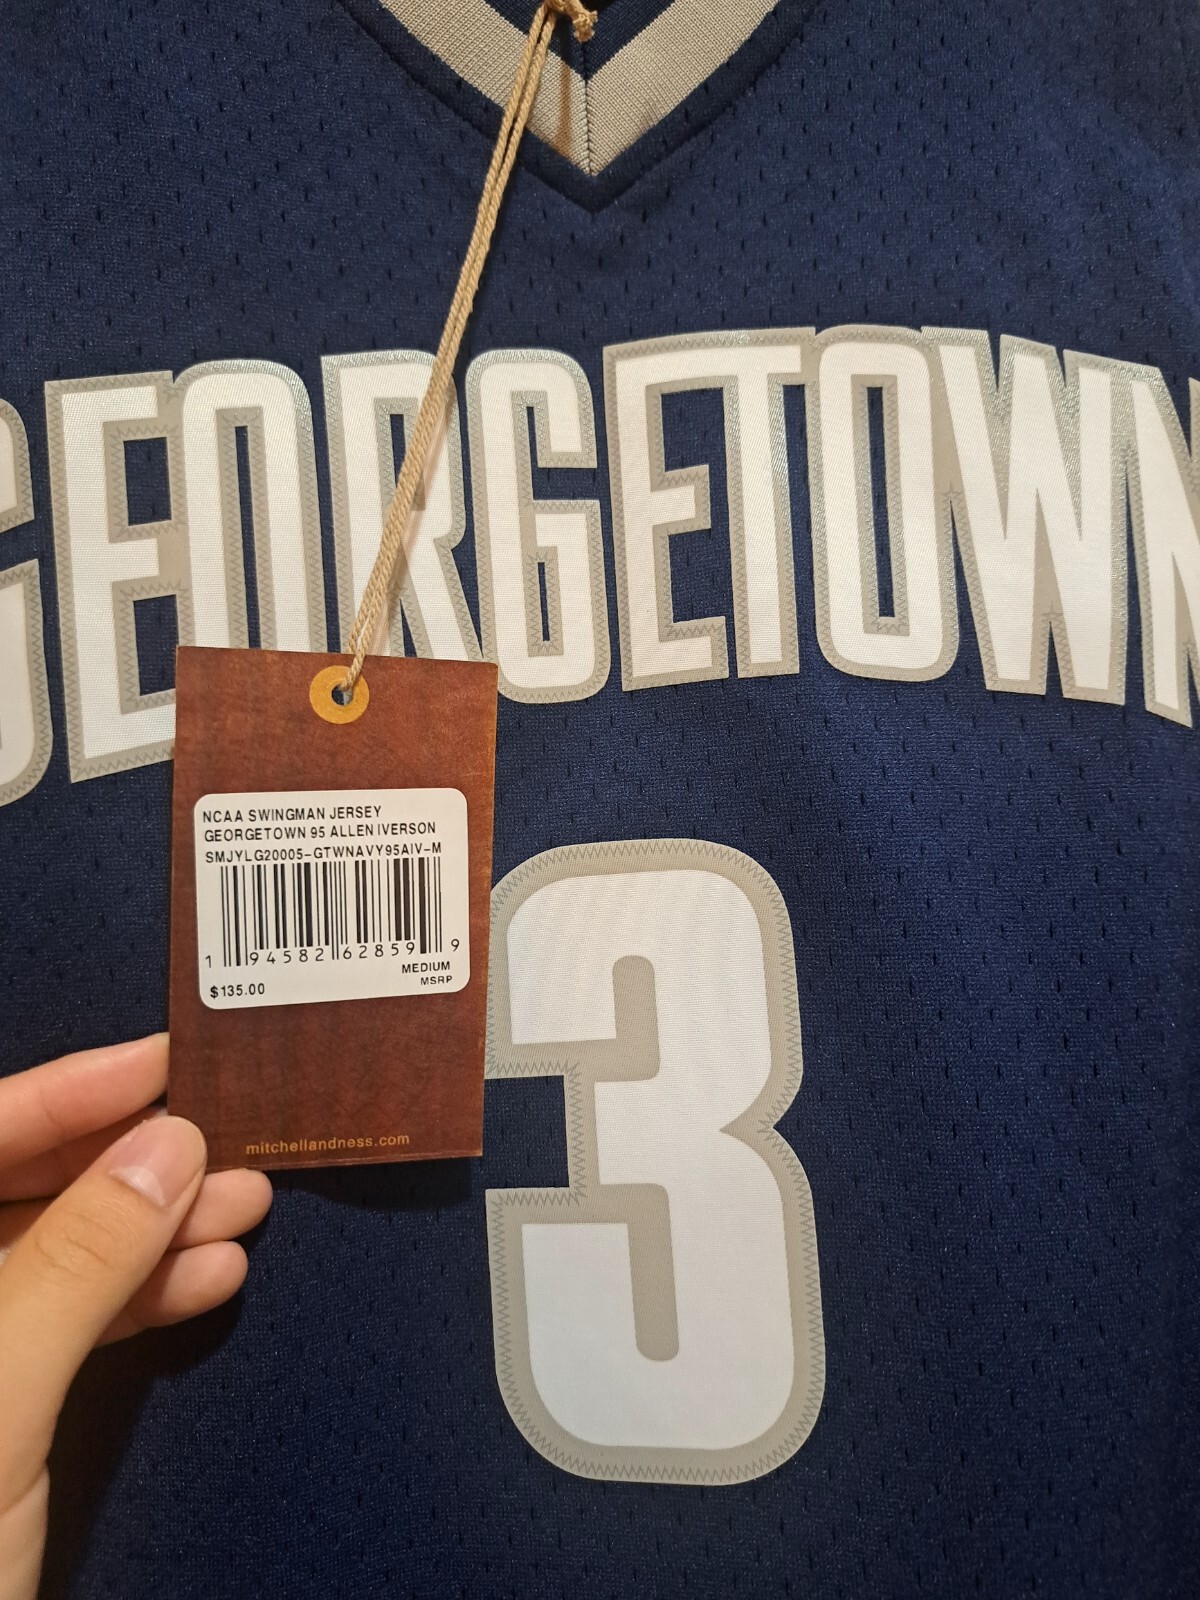 GEORGETOWN
NCAA SWINGMAN JERSEY
GEORGETOWN 95 ALLEN IVERSON
SMJYLG20005-GTWNAVY95AIV-M
1 94582 62859 9
MEDIUM
$135.00 MSRP
mitchellandness.com
3